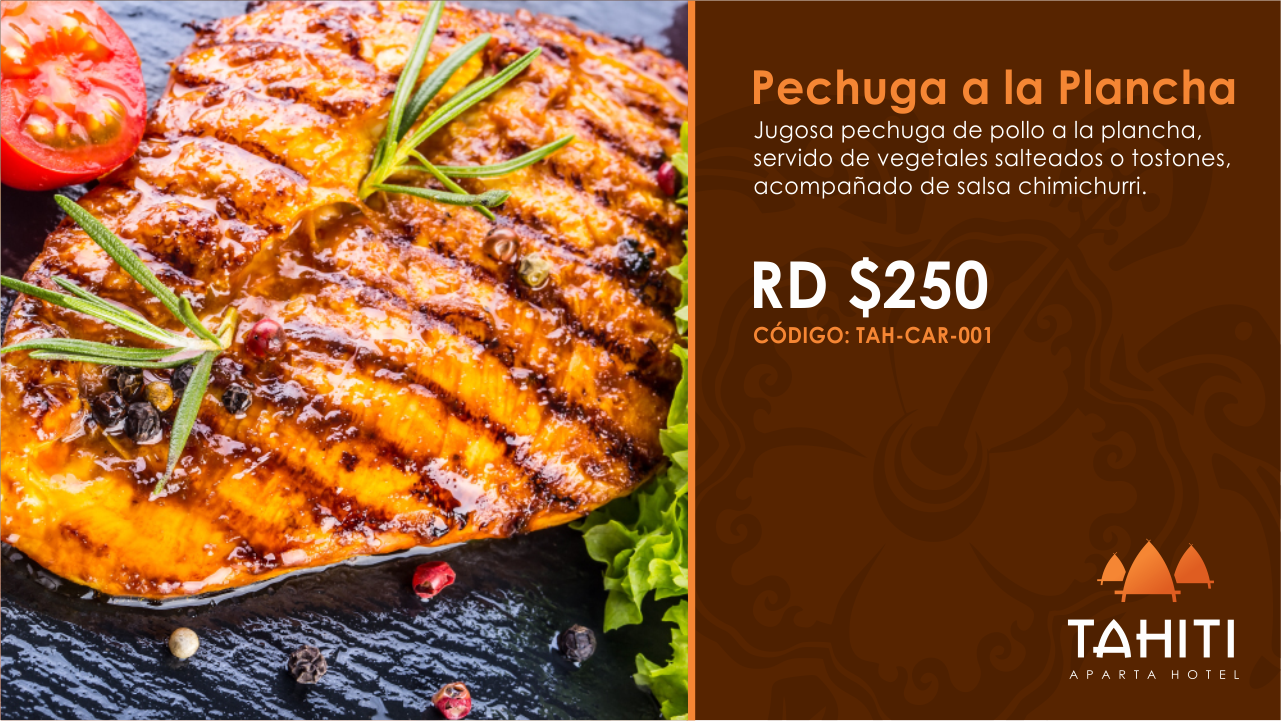 Pechuga a la Plancha
Jugosa pechuga de pollo a la plancha,
servido de vegetales salteados o tostones,
acompañado de salsa chimichurri.
RD $250
CÓDIGO: TAH-CAR-001
TAHITI
APARTA HOTEL